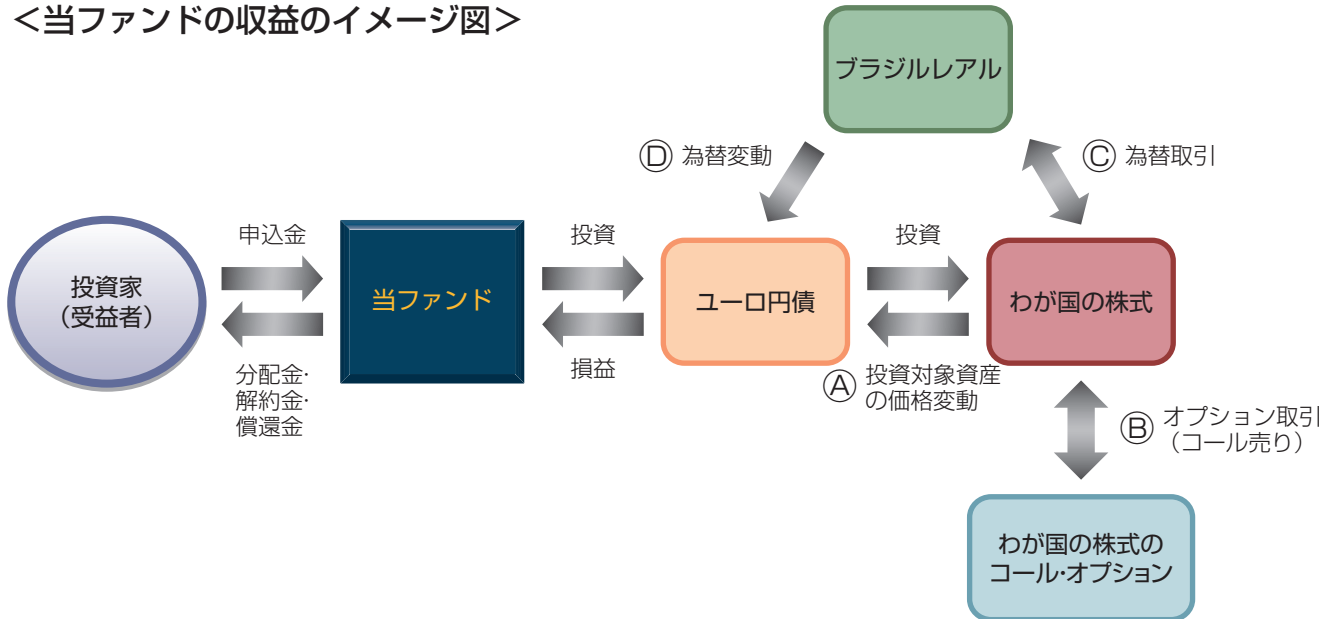 ＜当ファンドの収益のイメージ図＞
ブラジルレアル
Ⓓ 為替変動
Ⓒ 為替取引
投資家
（受益者）
申込金
分配金・
解約金・
償還金
当ファンド
投資
損益
ユーロ円債
投資
Ⓐ 投資対象資産
の価格変動
わが国の株式
Ⓑ オプション取引
（コール売り）
わが国の株式の
コール・オプション